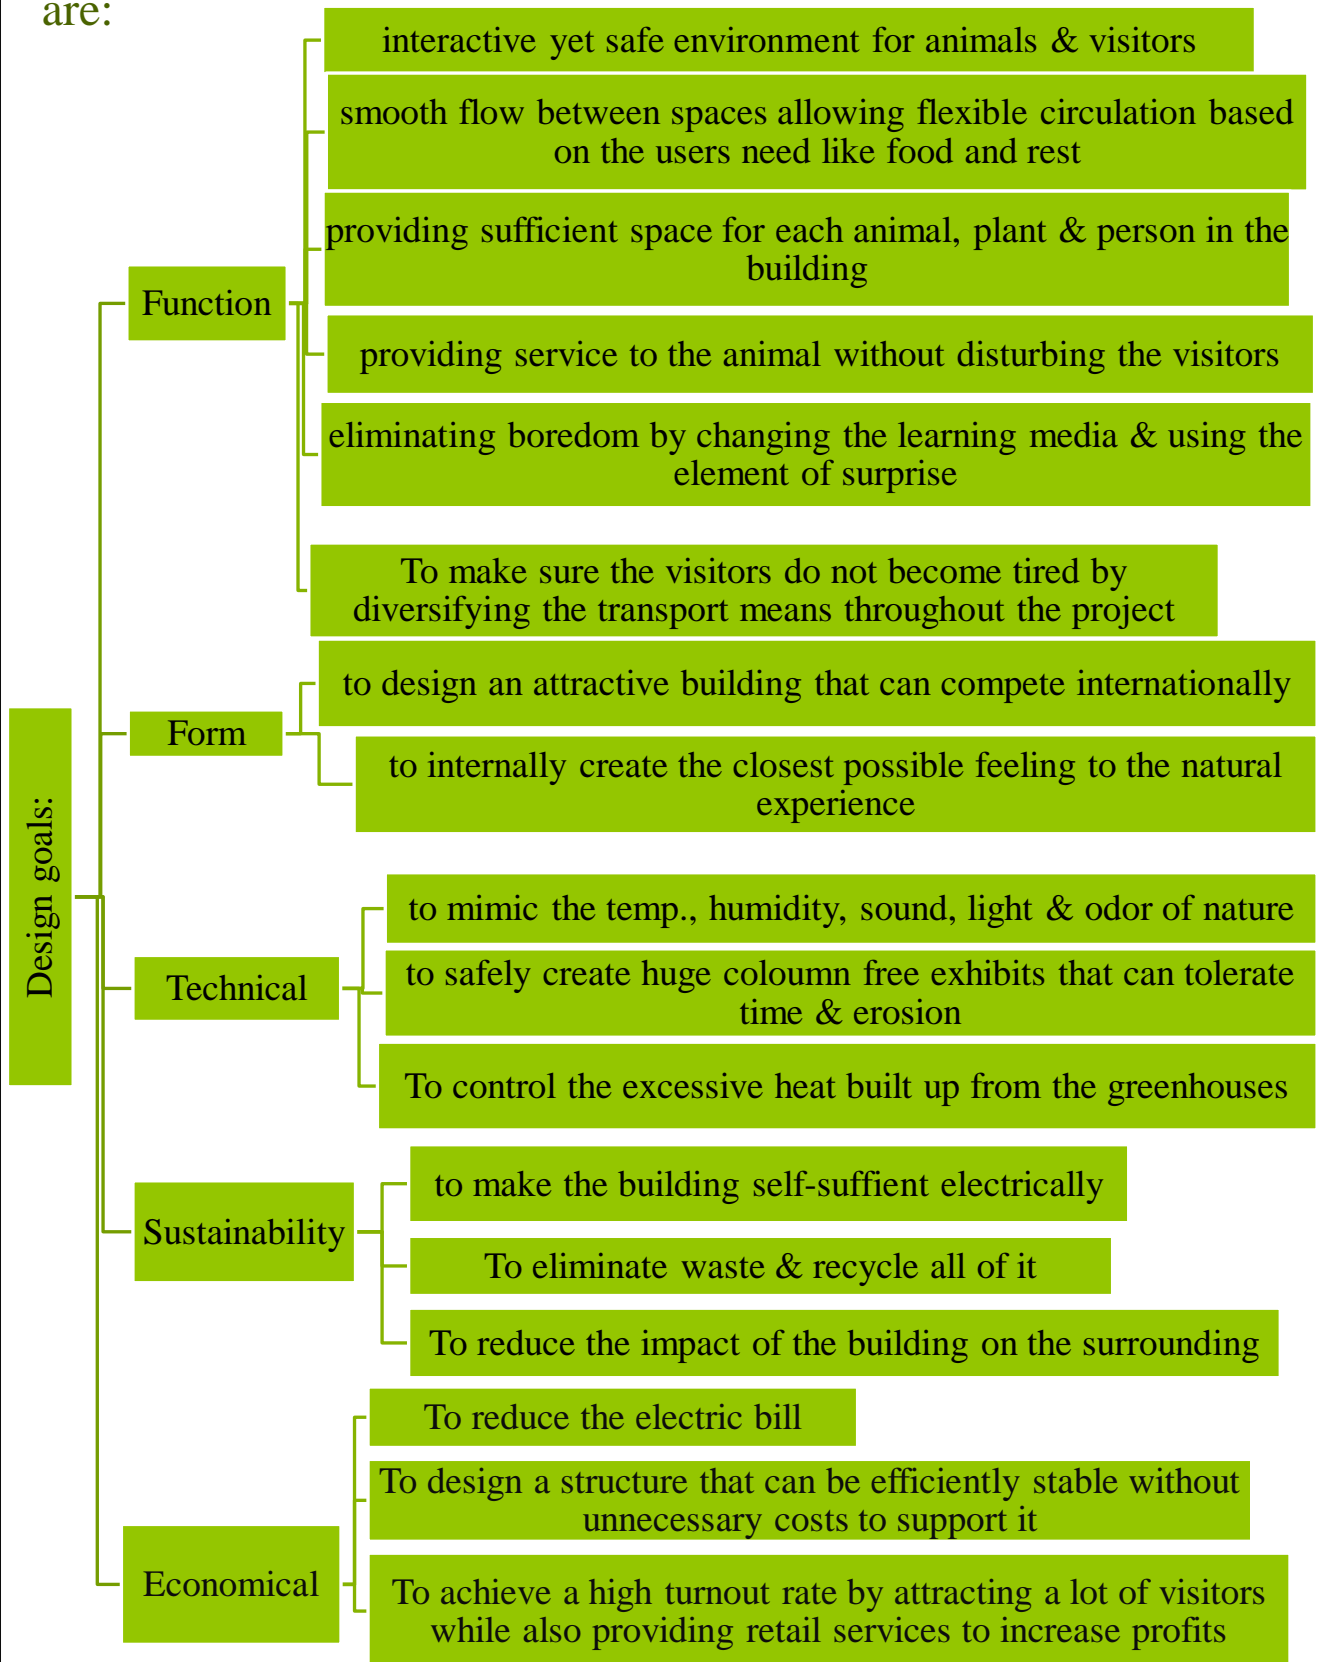 are:
Design goals:
Function
interactive yet safe environment for animals & visitors
smooth flow between spaces allowing flexible circulation based
on the users need like food and rest
providing sufficient space for each animal, plant & person in the
building
providing service to the animal without disturbing the visitors
eliminating boredom by changing the learning media & using the
element of surprise
To make sure the visitors do not become tired by
diversifying the transport means throughout the project
Form
to design an attractive building that can compete internationally
to internally create the closest possible feeling to the natural
experience
Technical
to mimic the temp., humidity, sound, light & odor of nature
to safely create huge coloumn free exhibits that can tolerate
time & erosion
To control the excessive heat built up from the greenhouses
Sustainability
to make the building self-suffient electrically
To eliminate waste & recycle all of it
To reduce the impact of the building on the surrounding
Economical
To reduce the electric bill
To design a structure that can be efficiently stable without
unnecessary costs to support it
To achieve a high turnout rate by attracting a lot of visitors
while also providing retail services to increase profits